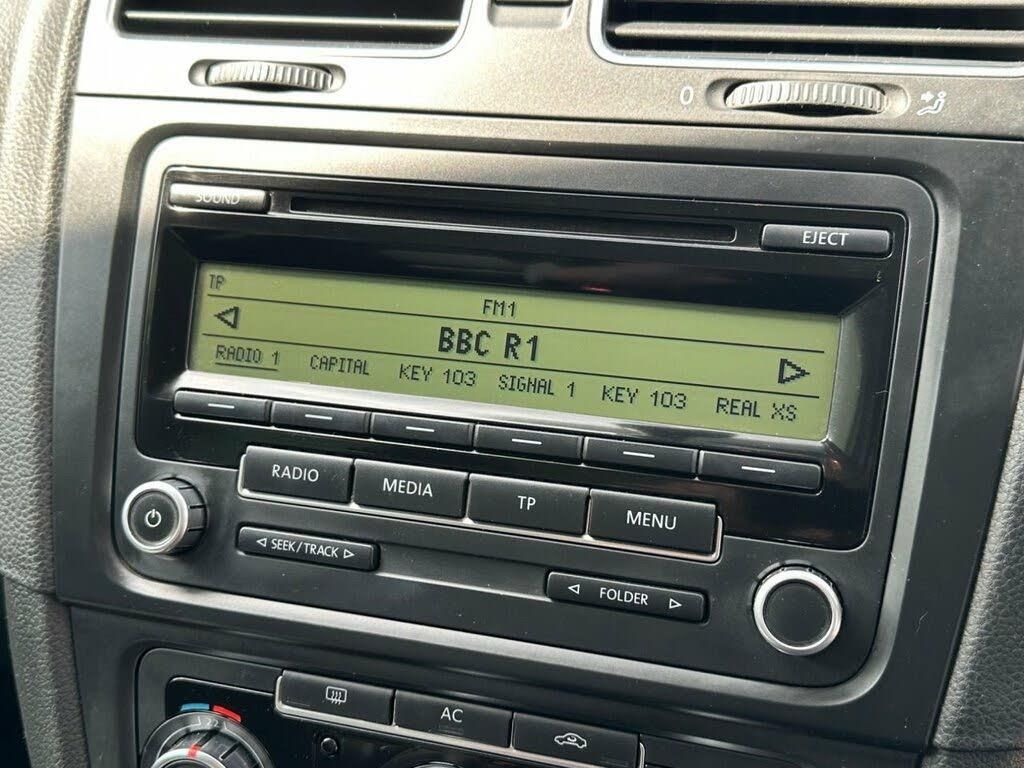 0
SOUND
EJECT
TP
FM1
BBC R1
RADIO 1 CAPITAL KEY 103 SIGNAL 1 KEY 103 REAL XS
RADIO MEDIA TP MENU
SEEK/TRACK
FOLDER
22
AC